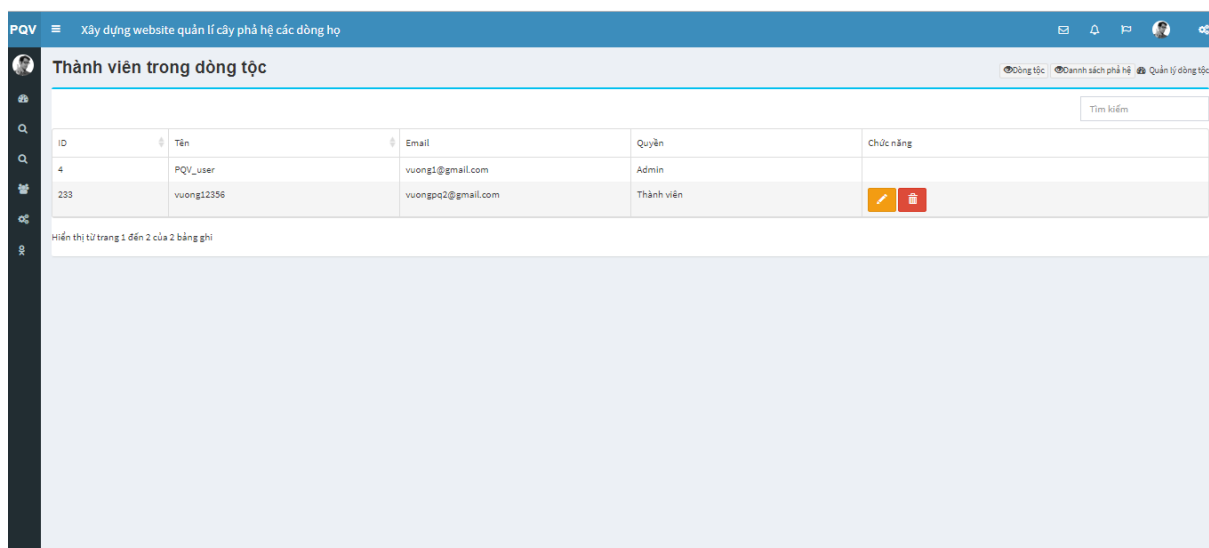 PQV Xây dựng website quản lí cây phả hệ các dòng họ
Thành viên trong dòng tộc
Dòng tộc Dannh sách phả hệ Quản lý dòng tộc
Tìm kiếm
ID Tên Email Quyền Chức năng
4 PQV_user vuong1@gmail.com Admin
233 vuong12356 vuongpq2@gmail.com Thành viên
Hiển thị từ trang 1 đến 2 của 2 bảng ghi